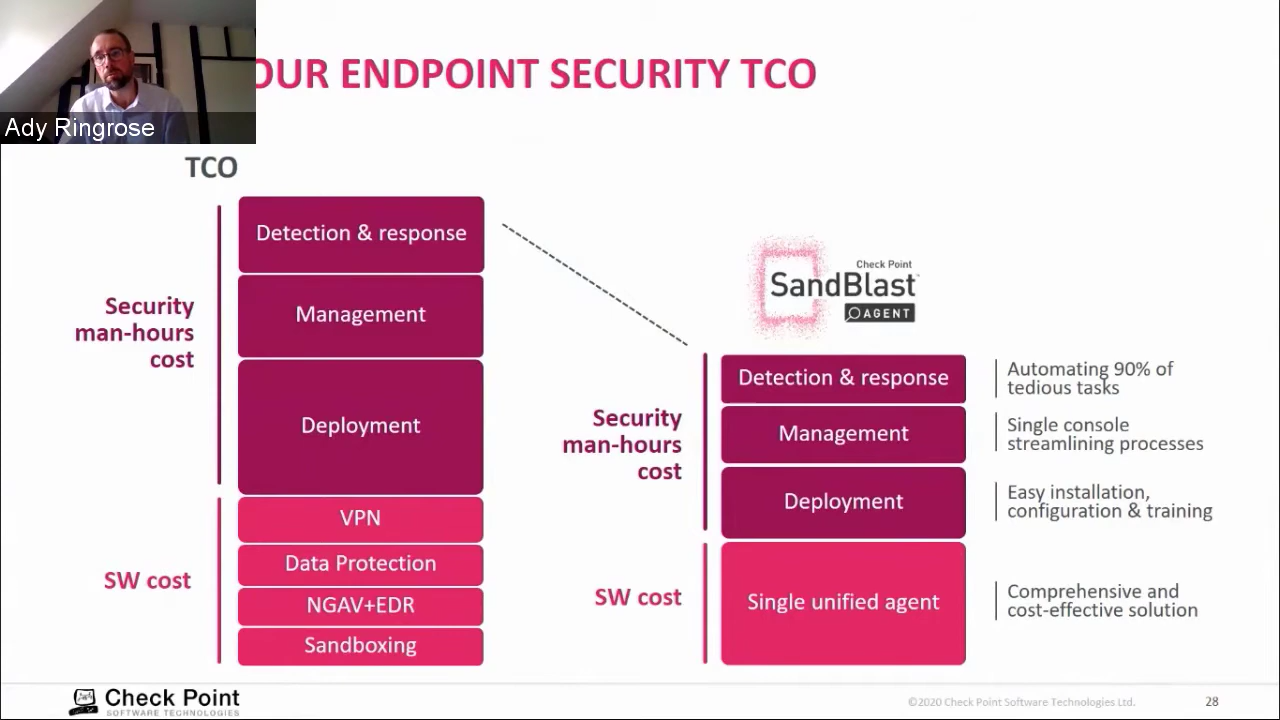 OUR ENDPOINT SECURITY TCO
Ady Ringrose
TCO
Detection & response
Management
Deployment
Security
man-hours
cost
VPN
Data Protection
NGAV+EDR
Sandboxing
SW cost
Check Point
SandBlast
AGENT
Detection & response
Management
Deployment
Security
man-hours
cost
Single unified agent
SW cost
Automating 90% of
tedious tasks
Single console
streamlining processes
Easy installation,
configuration & training
Comprehensive and
cost-effective solution
Check Point
SOFTWARE TECHNOLOGIES
©2020 Check Point Software Technologies Ltd.
28